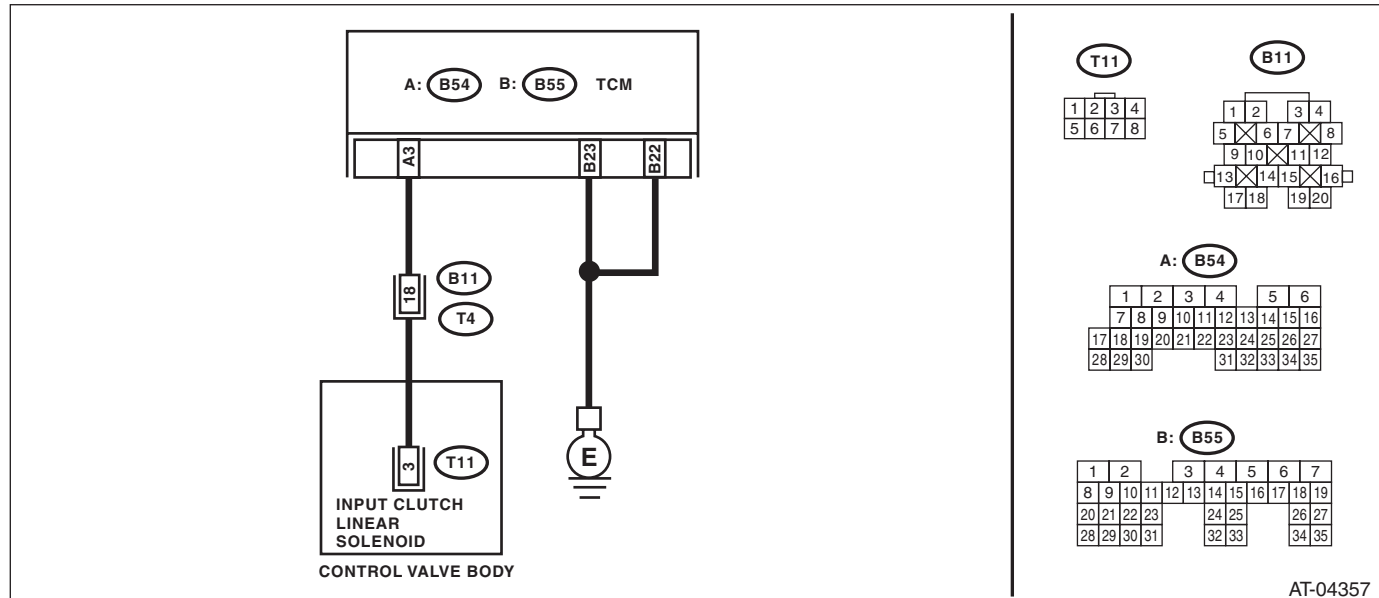 A: B54 B: B55 TCM
A3 B23 B22
18 B11
T4
E
3 T11
INPUT CLUTCH
LINEAR
SOLENOID
CONTROL VALVE BODY
T11
1 2 3 4
5 6 7 8
B11
1 2 3 4
5 6 7 8
9 10 11 12
13 14 15 16
17 18 19 20
A: B54
1 2 3 4 5 6
7 8 9 10 11 12 13 14 15 16
17 18 19 20 21 22 23 24 25 26 27
28 29 30 31 32 33 34 35
B: B55
1 2 3 4 5 6 7
8 9 10 11 12 13 14 15 16 17 18 19
20 21 22 23 24 25 26 27
28 29 30 31 32 33 34 35
AT-04357